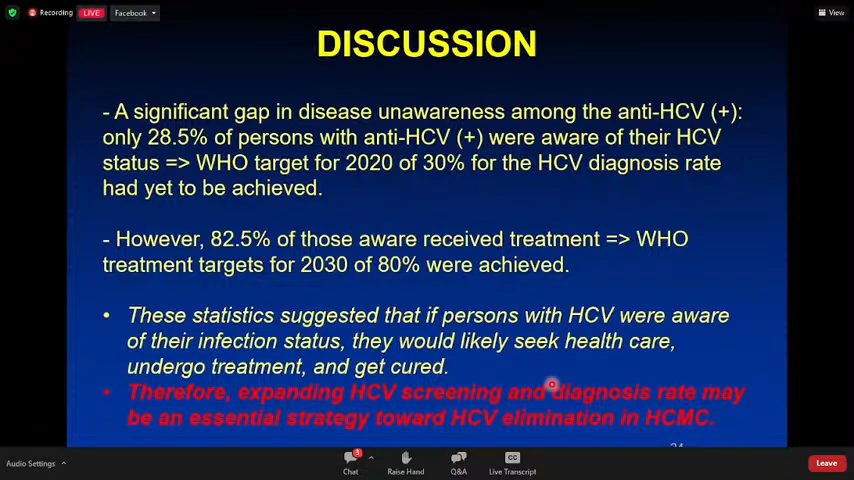 Recording
LIVE
Facebook
View
DISCUSSION
- A significant gap in disease unawareness among the anti-HCV (+):
only 28.5% of persons with anti-HCV (+) were aware of their HCV
status => WHO target for 2020 of 30% for the HCV diagnosis rate
had yet to be achieved.
- However, 82.5% of those aware received treatment => WHO
treatment targets for 2030 of 80% were achieved.
• These statistics suggested that if persons with HCV were aware
of their infection status, they would likely seek health care,
undergo treatment, and get cured.
• Therefore, expanding HCV screening and diagnosis rate may
be an essential strategy toward HCV elimination in HCMC.
Audio Settings
3
Chat
Raise Hand
Q&A
CC
Live Transcript
Leave